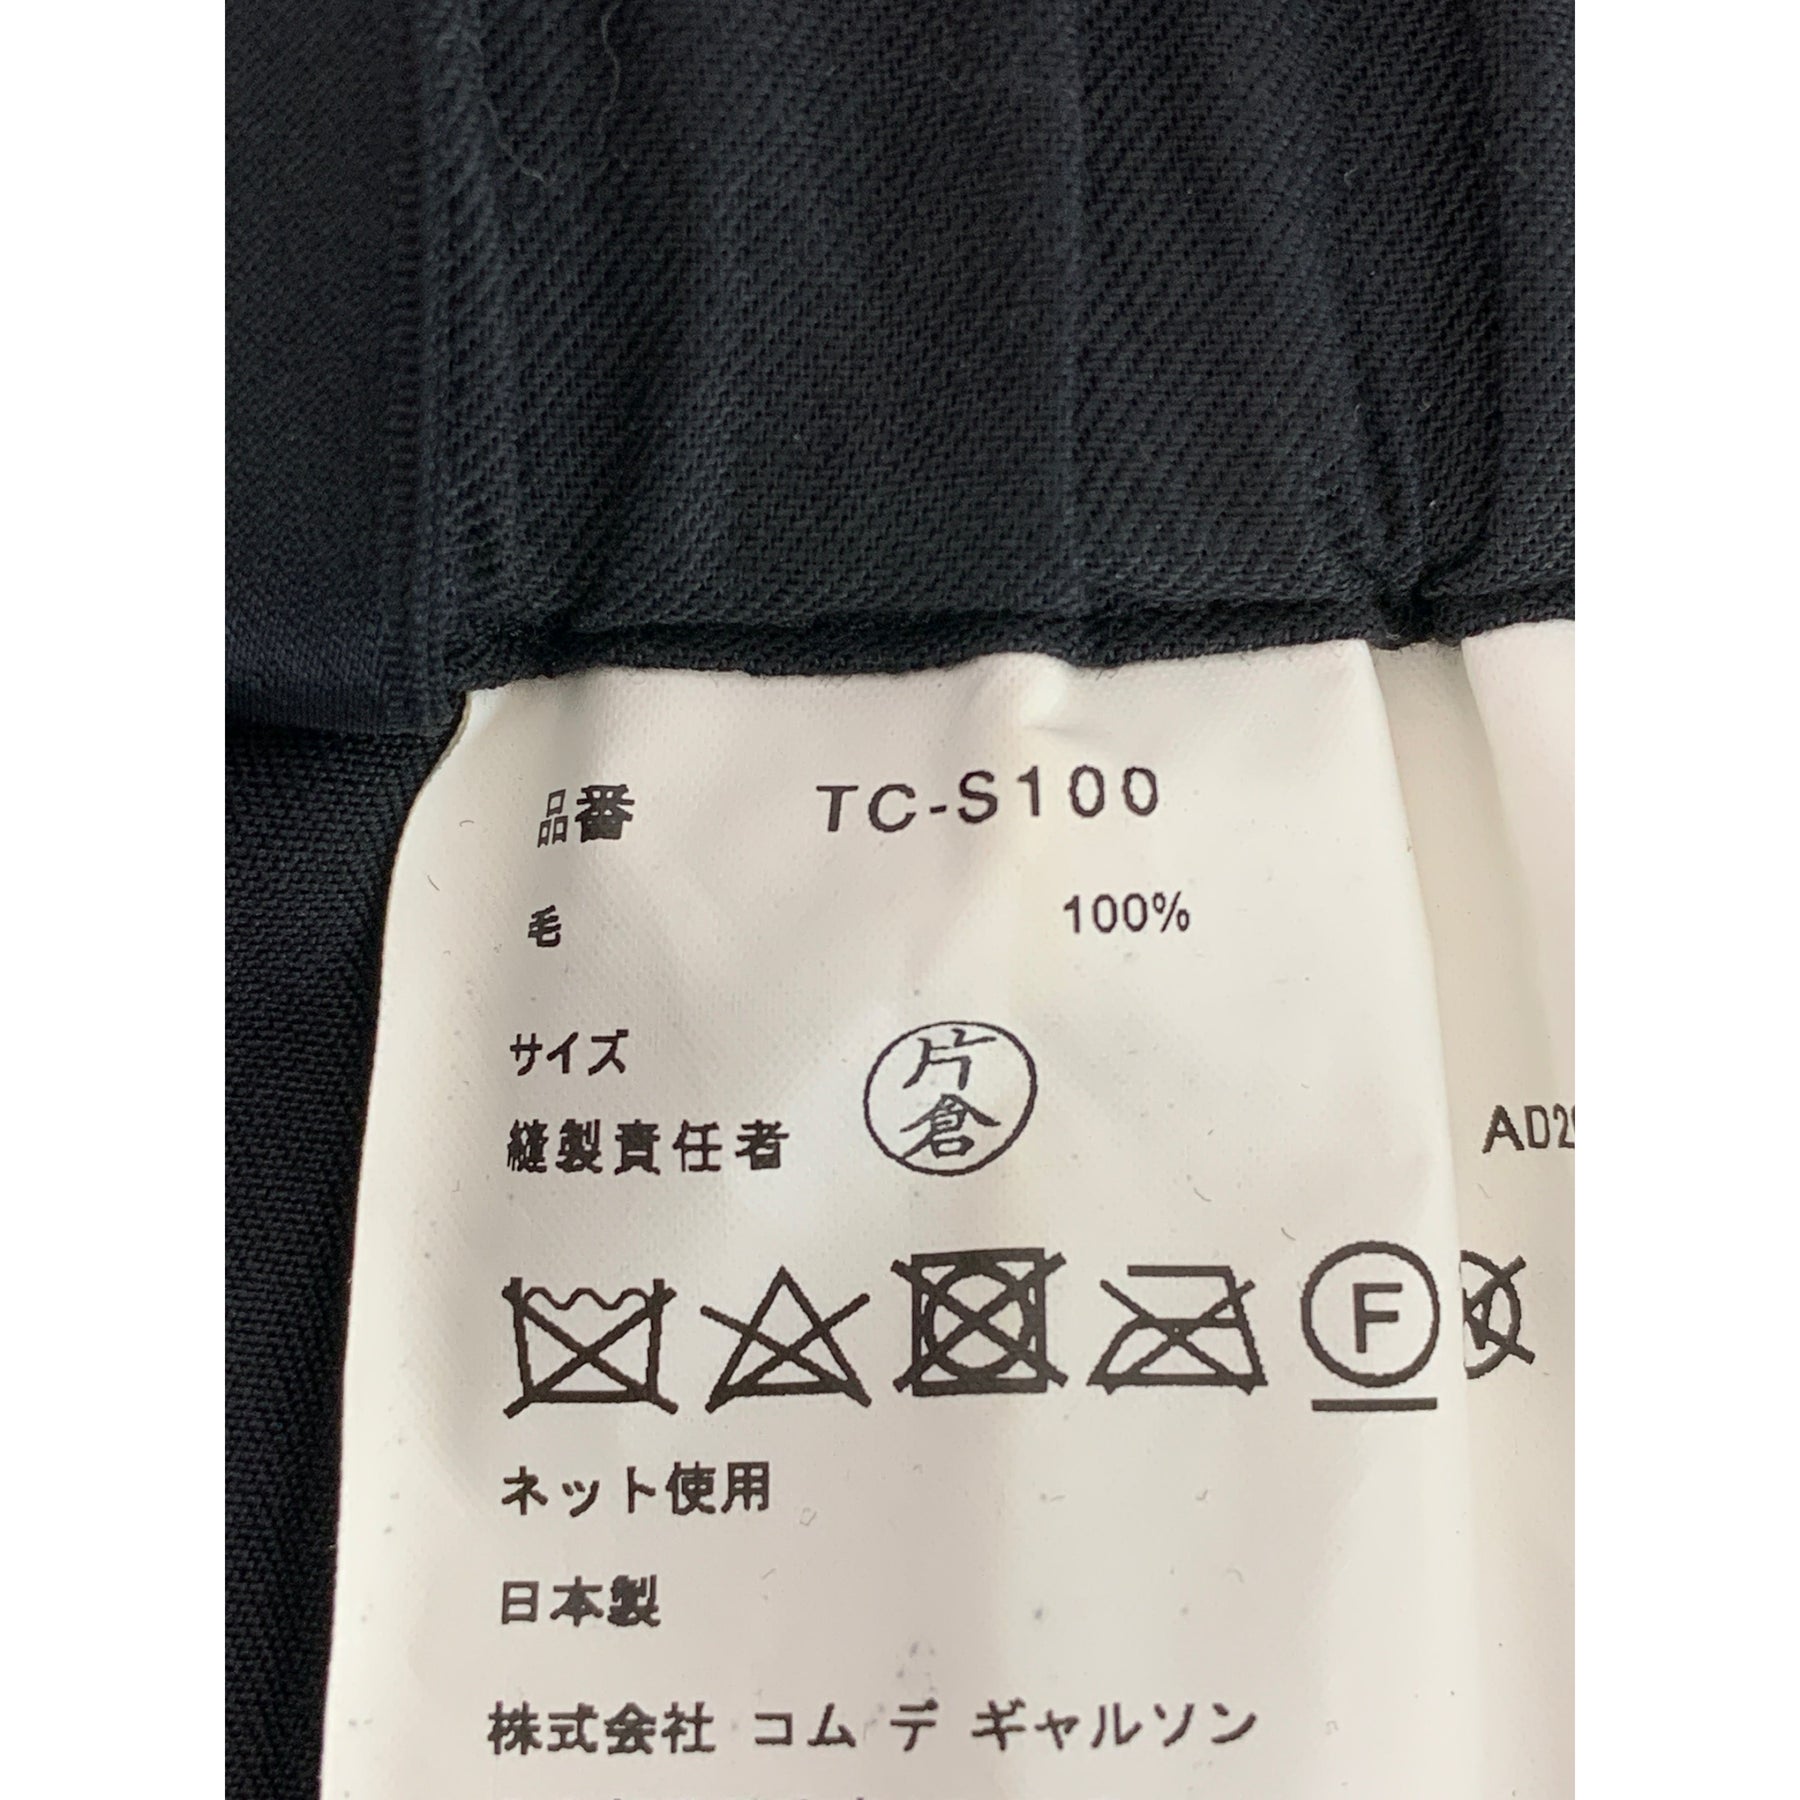 品番 TC-S100
毛 100%
サイズ
片倉
縫製責任者
F
ネット使用
日本製
株式会社 コム デ ギャルソン